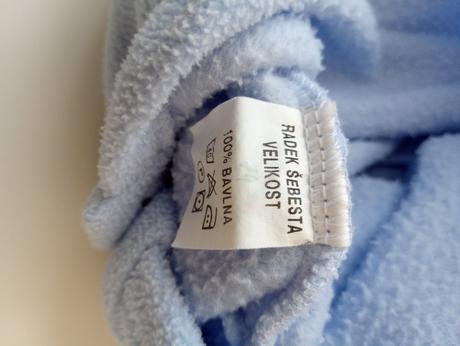 RADEK ŠEBESTA
VELIKOST
100% BAVLNA